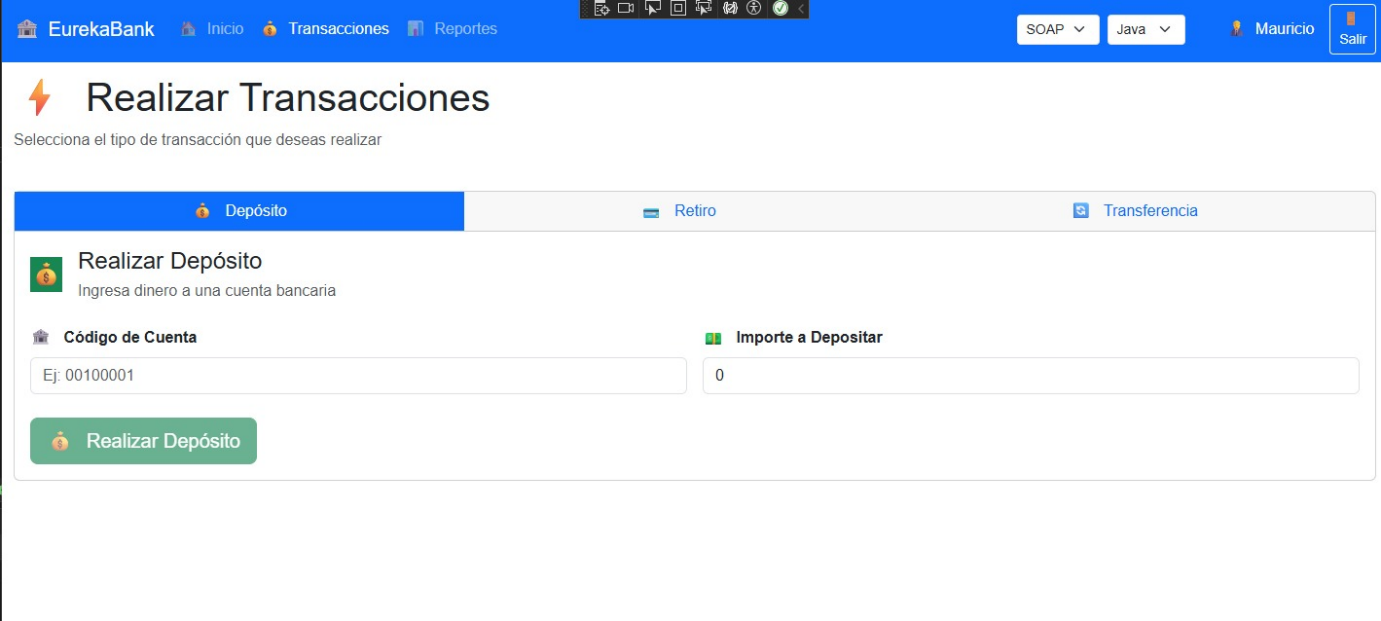 EurekaBank Inicio Transacciones Reportes SOAP Java Mauricio Salir
Realizar Transacciones
Selecciona el tipo de transacción que deseas realizar
Depósito Retiro Transferencia
Realizar Depósito
Ingresa dinero a una cuenta bancaria
Código de Cuenta Importe a Depositar
Ej: 00100001 0
Realizar Depósito